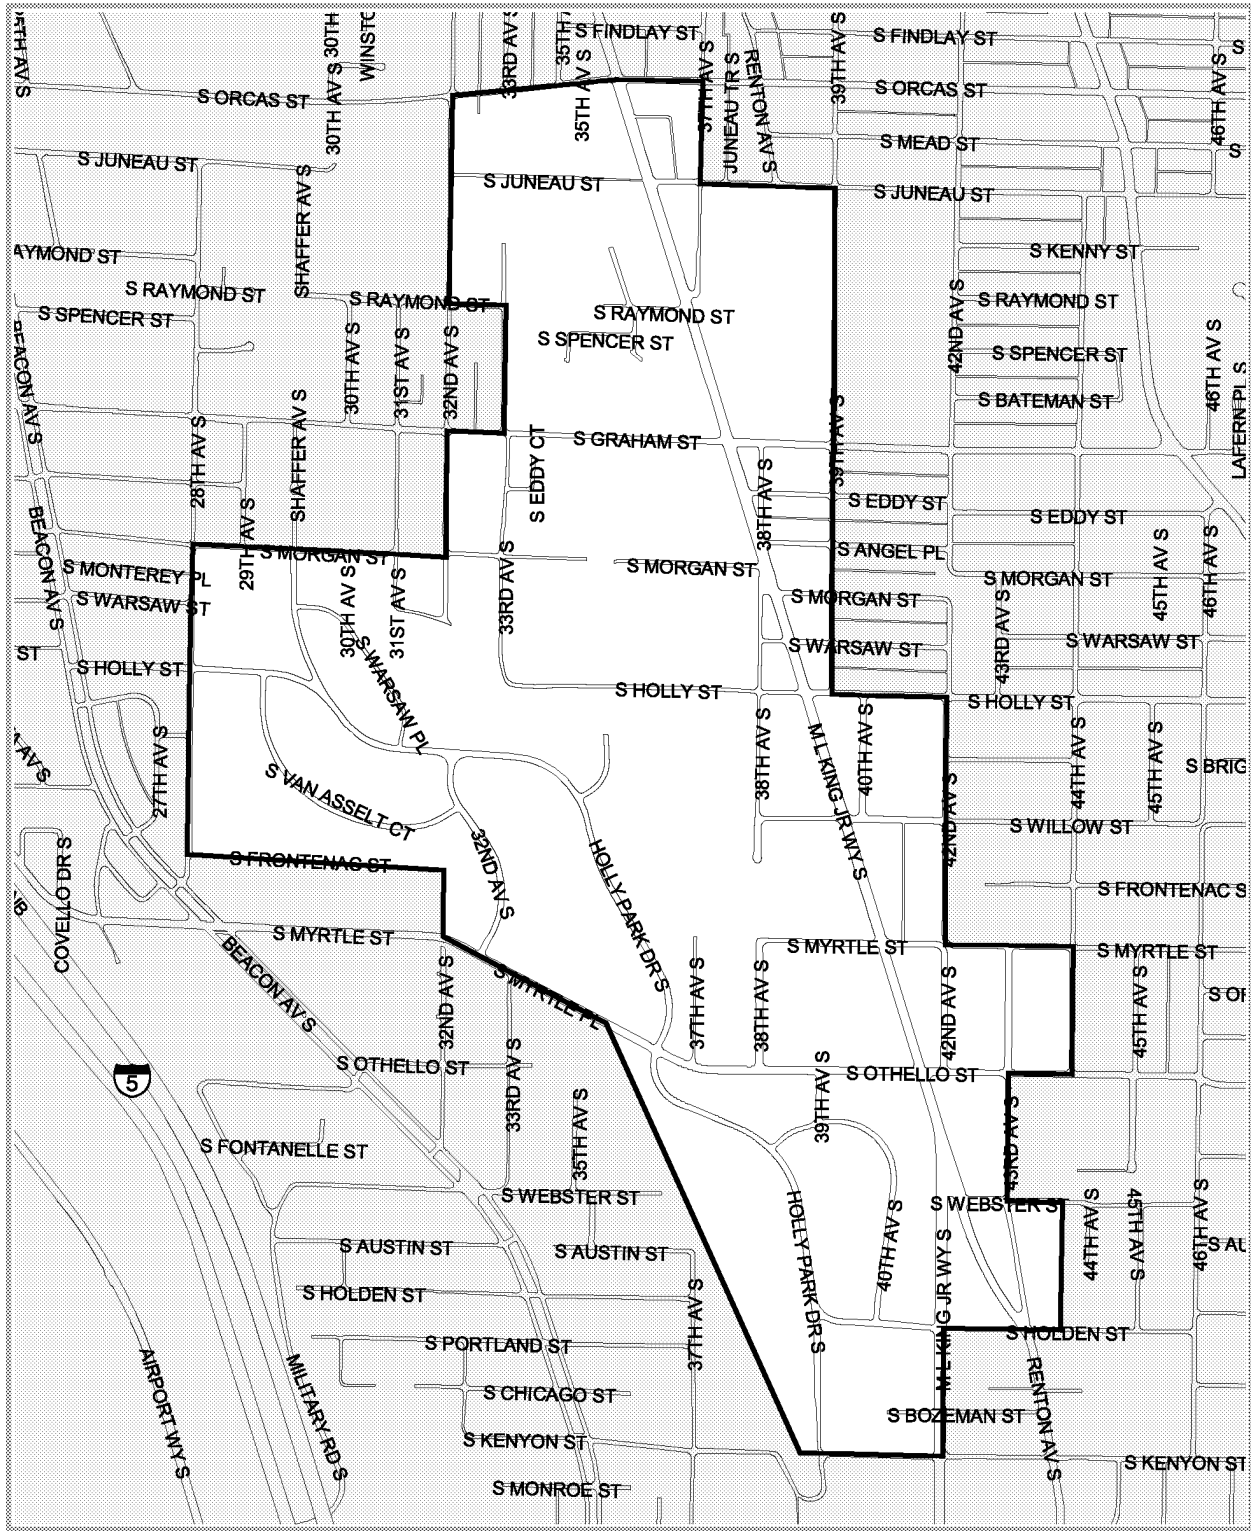 30TH
WINSTC
33RD AV S
35TH
S FINDLAY ST
39TH AV S
S FINDLAY ST
S
S ORCAS ST
30TH AV S
35TH AV S
37TH AV S
JUNEAU TR S
RENTON AV S
S ORCAS ST
46TH AV S
S MEAD ST
S
S JUNEAU ST
S JUNEAU ST
S JUNEAU ST
SHAFFER AV S
AYMOND ST
S KENNY ST
S RAYMOND ST
S RAYMOND ST
S RAYMOND ST
S RAYMOND ST
S SPENCER ST
S SPENCER ST
S SPENCER ST
42ND AV S
46TH AV S
LAFERN PL S
BEACON AV S
30TH AV S
31ST AV S
32ND AV S
S BATEMAN ST
28TH AV S
SHAFFER AV S
S EDDY CT
S GRAHAM ST
39TH AV S
38TH AV S
S EDDY ST
S EDDY ST
BEACON AV S
29TH AV S
S MORGAN ST
S MORGAN ST
S ANGEL PL
S MORGAN ST
S MONTEREY PL
S WARSAW ST
30TH AV S
31ST AV S
33RD AV S
S MORGAN ST
43RD AV S
45TH AV S
46TH AV S
ST
S HOLLY ST
S WARSAW PL
S WARSAW ST
S WARSAW ST
S HOLLY ST
S HOLLY ST
27TH AV S
38TH AV S
M L KING JR WY S
40TH AV S
44TH AV S
45TH AV S
S BRIG
S VAN ASSELT CT
42ND AV S
S WILLOW ST
COVELLO DR S
S FRONTENAC ST
32ND AV S
HOLLY PARK DR S
S FRONTENAC S
S MYRTLE ST
S MYRTLE ST
S MYRTLE ST
BEACON AV S
32ND AV S
S MYRTLE PL
37TH AV S
38TH AV S
42ND AV S
45TH AV S
5
S OTHELLO ST
33RD AV S
39TH AV S
S OTHELLO ST
S FONTANELLE ST
35TH AV S
43RD AV S
S WEBSTER ST
HOLLY PARK DR S
40TH AV S
S WEBSTER ST
44TH AV S
45TH AV S
46TH AV S
S AUSTIN ST
S AUSTIN ST
S AU
S HOLDEN ST
37TH AV S
M L KING JR WY S
S HOLDEN ST
S PORTLAND ST
AIRPORT WY S
MILITARY RD S
S CHICAGO ST
RENTON AV S
S BOZEMAN ST
S KENYON ST
S KENYON ST
S MONROE ST